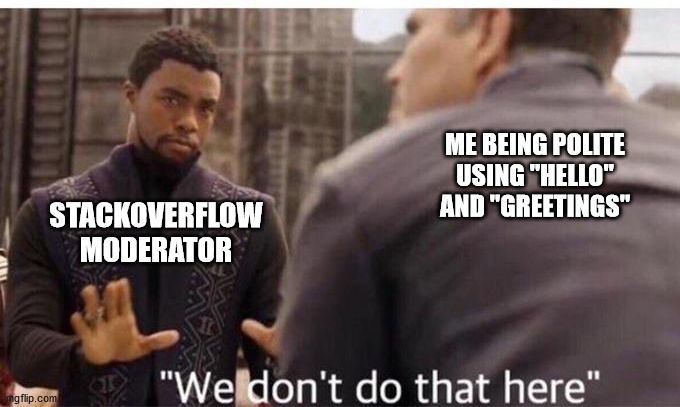 ME BEING POLITE
USING "HELLO"
AND "GREETINGS"
STACKOVERFLOW
MODERATOR
"We don't do that here"
imgflip.com